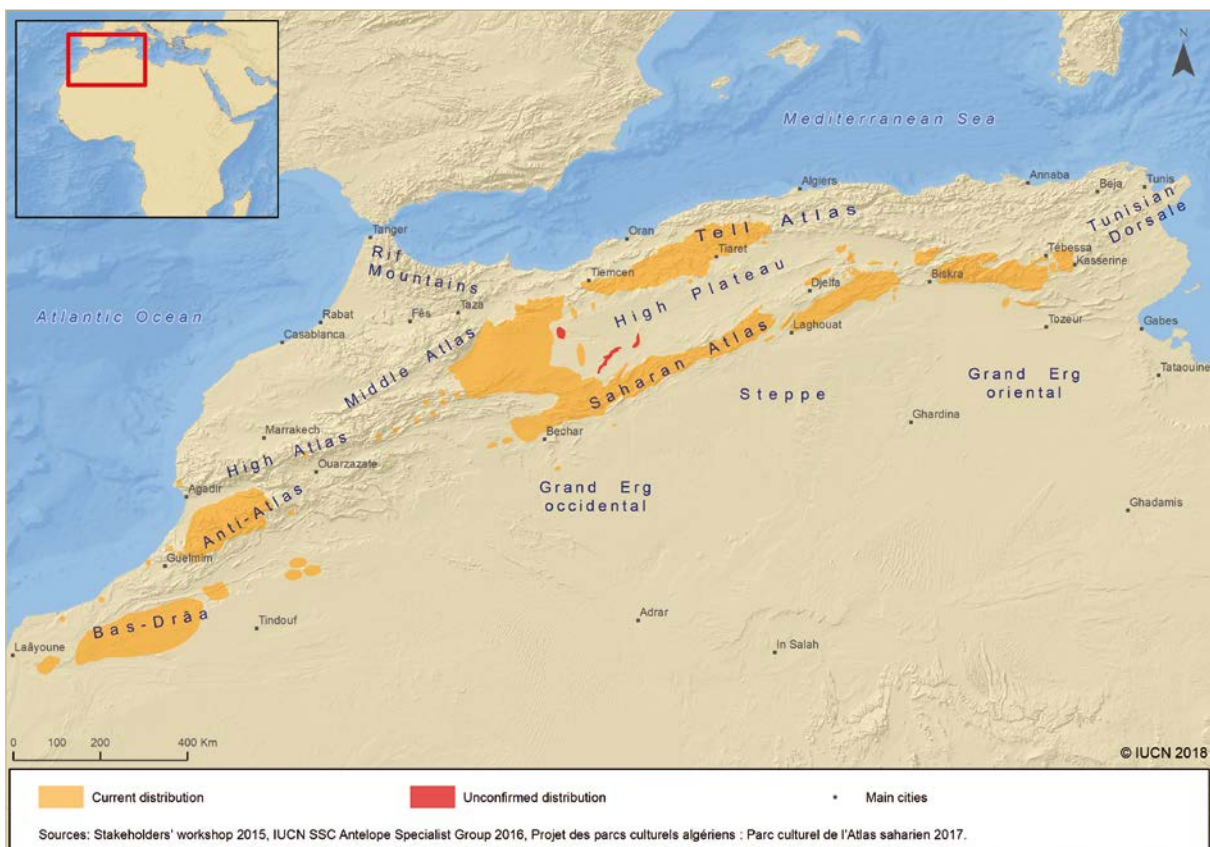 N
Mediterranean Sea
Algiers
Annaba
Beja
Tunis
Tunisian
Dorsale
Tanger
Oran
Tell Atlas
Rif
Mountains
Tiemcen
Tiaret
Tébessa
Kasserine
High Plateau
Djelfa
Biskra
Atlantic Ocean
Rabat
Fês
Taza
Casablanca
Laghouat
Tozeur
Gabes
Middle Atlas
Saharan Atlas
Grand Erg
oriental
Tataouine
Steppe
Ghardina
Marrakech
Bechar
High Atlas
Ouarzazate
Grand Erg
occidental
Agadir
Anti-Atlas
Ghadamis
Guelmim
Bas-Drâa
Tindouf
Adrar
In Salah
Laâyoune
0 100 200 400 Km
© IUCN 2018
Current distribution
Unconfirmed distribution
Main cities
Sources: Stakeholders' workshop 2015, IUCN SSC Antelope Specialist Group 2016, Projet des parcs culturels algériens : Parc culturel de l'Atlas saharien 2017.